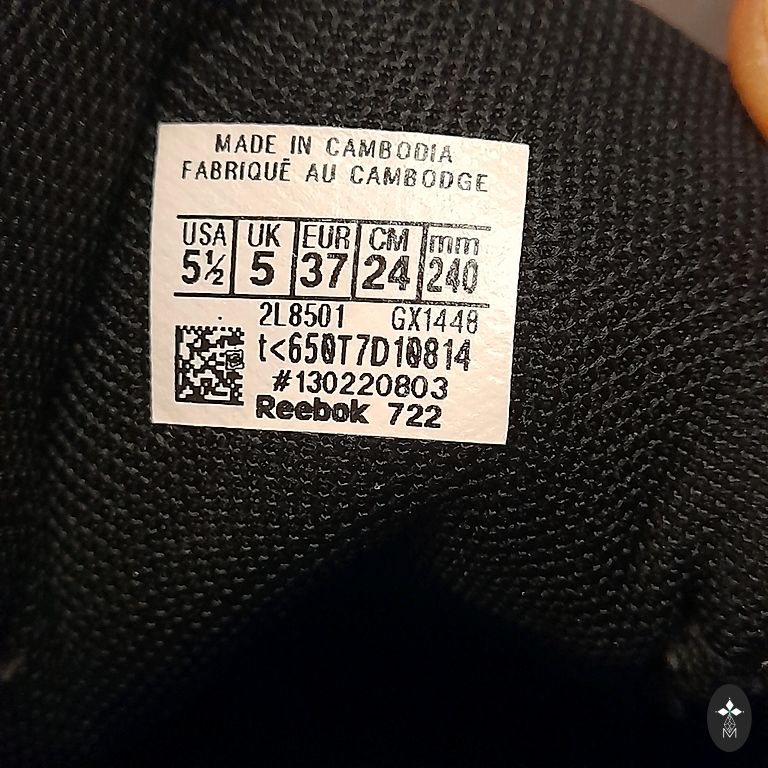 MADE IN CAMBODIA
FABRIQUĒ AU CAMBODGE
USA UK EUR CM mm
5½ 5 37 24 240
2L8501 GX1448
t<650T7D10814
#130220803
Reebok 722
M